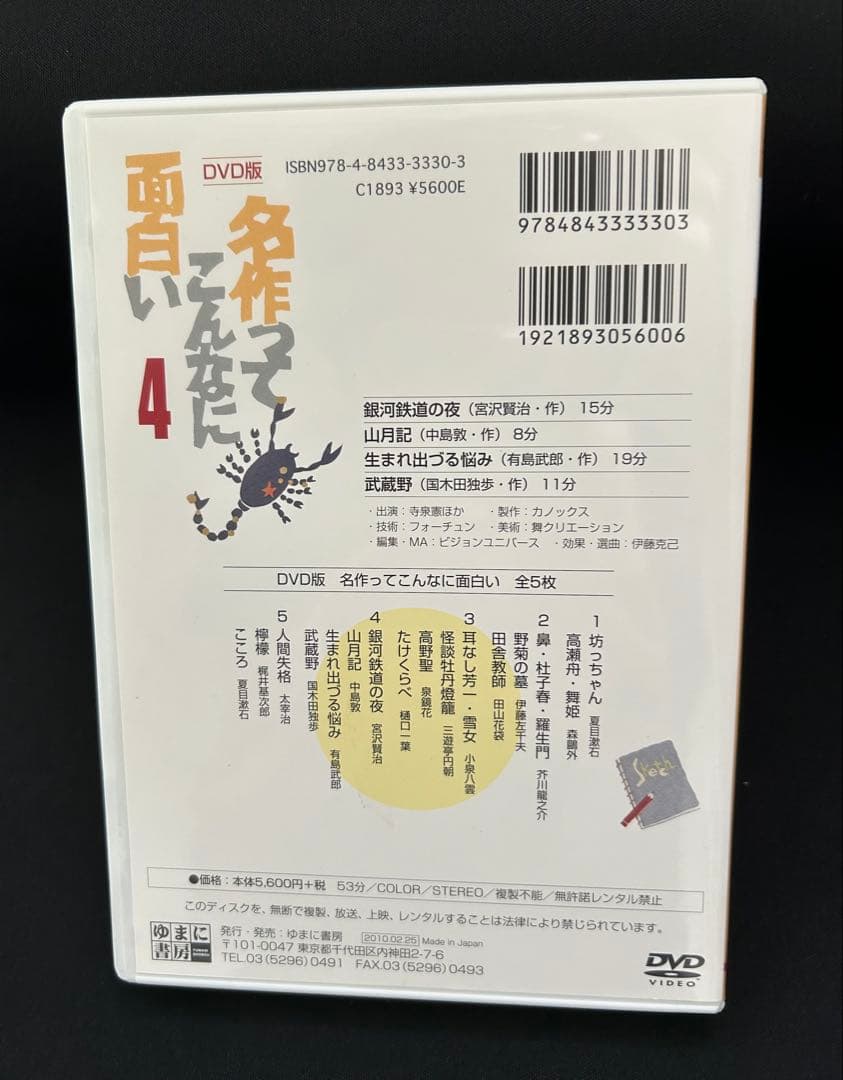 名作って
こんなに
面白い
4
DVD版
ISBN978-4-8433-3330-3
C1893 ¥5600E
9784843333303
1921893056006
銀河鉄道の夜（宮沢賢治・作） 15分
山月記（中島敦・作） 8分
生まれ出づる悩み（有島武郎・作） 19分
武蔵野（国木田独歩・作） 11分
・出演：寺泉憲ほか ・製作：カノックス
・技術：フォーチュン ・美術：舞クリエーション
・編集・MA：ビジョンユニバース ・効果・選曲：伊藤克己
DVD版 名作ってこんなに面白い 全5枚
1 坊っちゃん 夏目漱石
高瀬舟・舞姫 森鷗外
2 鼻・杜子春・羅生門 芥川龍之介
野菊の墓 伊藤左千夫
田舎教師 田山花袋
3 耳なし芳一・雪女 小泉八雲
怪談牡丹燈籠 三遊亭円朝
高野聖 泉鏡花
たけくらべ 樋口一葉
4 銀河鉄道の夜 宮沢賢治
山月記 中島敦
生まれ出づる悩み 有島武郎
武蔵野 国木田独歩
5 人間失格 太宰治
檸檬 梶井基次郎
こころ 夏目漱石
Sketch
●価格：本体5,600円+税 53分／COLOR／STEREO／複製不能／無許諾レンタル禁止
このディスクを、無断で複製、放送、上映、レンタルすることは法律により禁じられています。
ゆまに
書房
発行・発売：ゆまに書房 2010.02.25 Made in Japan
〒101-0047 東京都千代田区内神田2-7-6
TEL.03(5296)0491 FAX.03(5296)0493
DVD
VIDEO